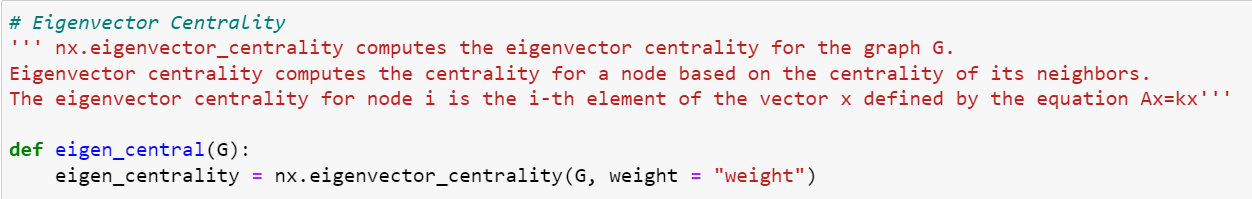 # Eigenvector Centrality
''' nx.eigenvector_centrality computes the eigenvector centrality for the graph G.
Eigenvector centrality computes the centrality for a node based on the centrality of its neighbors.
The eigenvector centrality for node i is the i-th element of the vector x defined by the equation Ax=kx'''
def eigen_central(G):
    eigen_centrality = nx.eigenvector_centrality(G, weight = "weight")